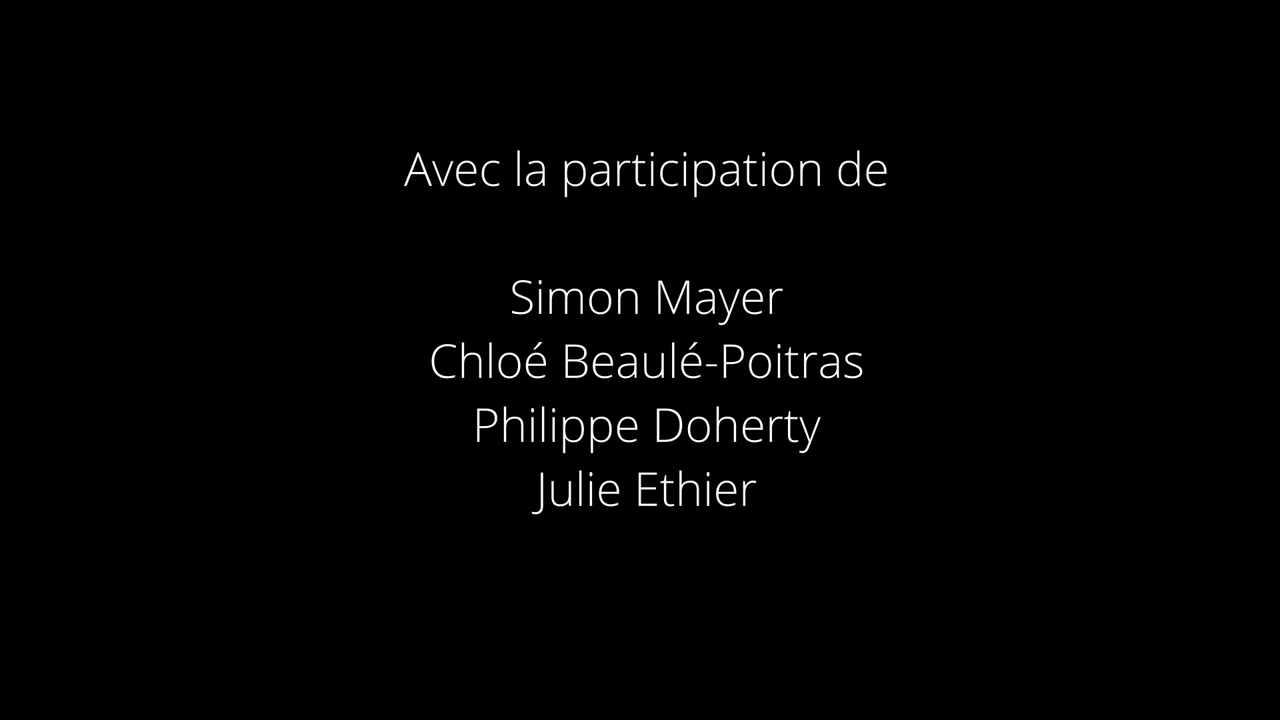 Avec la participation de
Simon Mayer
Chloé Beaulé-Poitras
Philippe Doherty
Julie Ethier